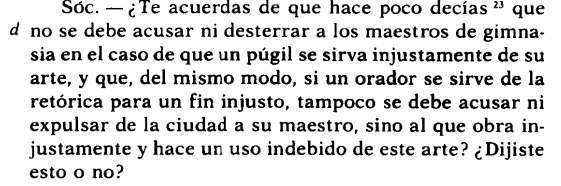 Sóc. — ¿Te acuerdas de que hace poco decías ²³ que
d no se debe acusar ni desterrar a los maestros de gimna-
sia en el caso de que un púgil se sirva injustamente de su
arte, y que, del mismo modo, si un orador se sirve de la
retórica para un fin injusto, tampoco se debe acusar ni
expulsar de la ciudad a su maestro, sino al que obra in-
justamente y hace un uso indebido de este arte? ¿Dijiste
esto o no?